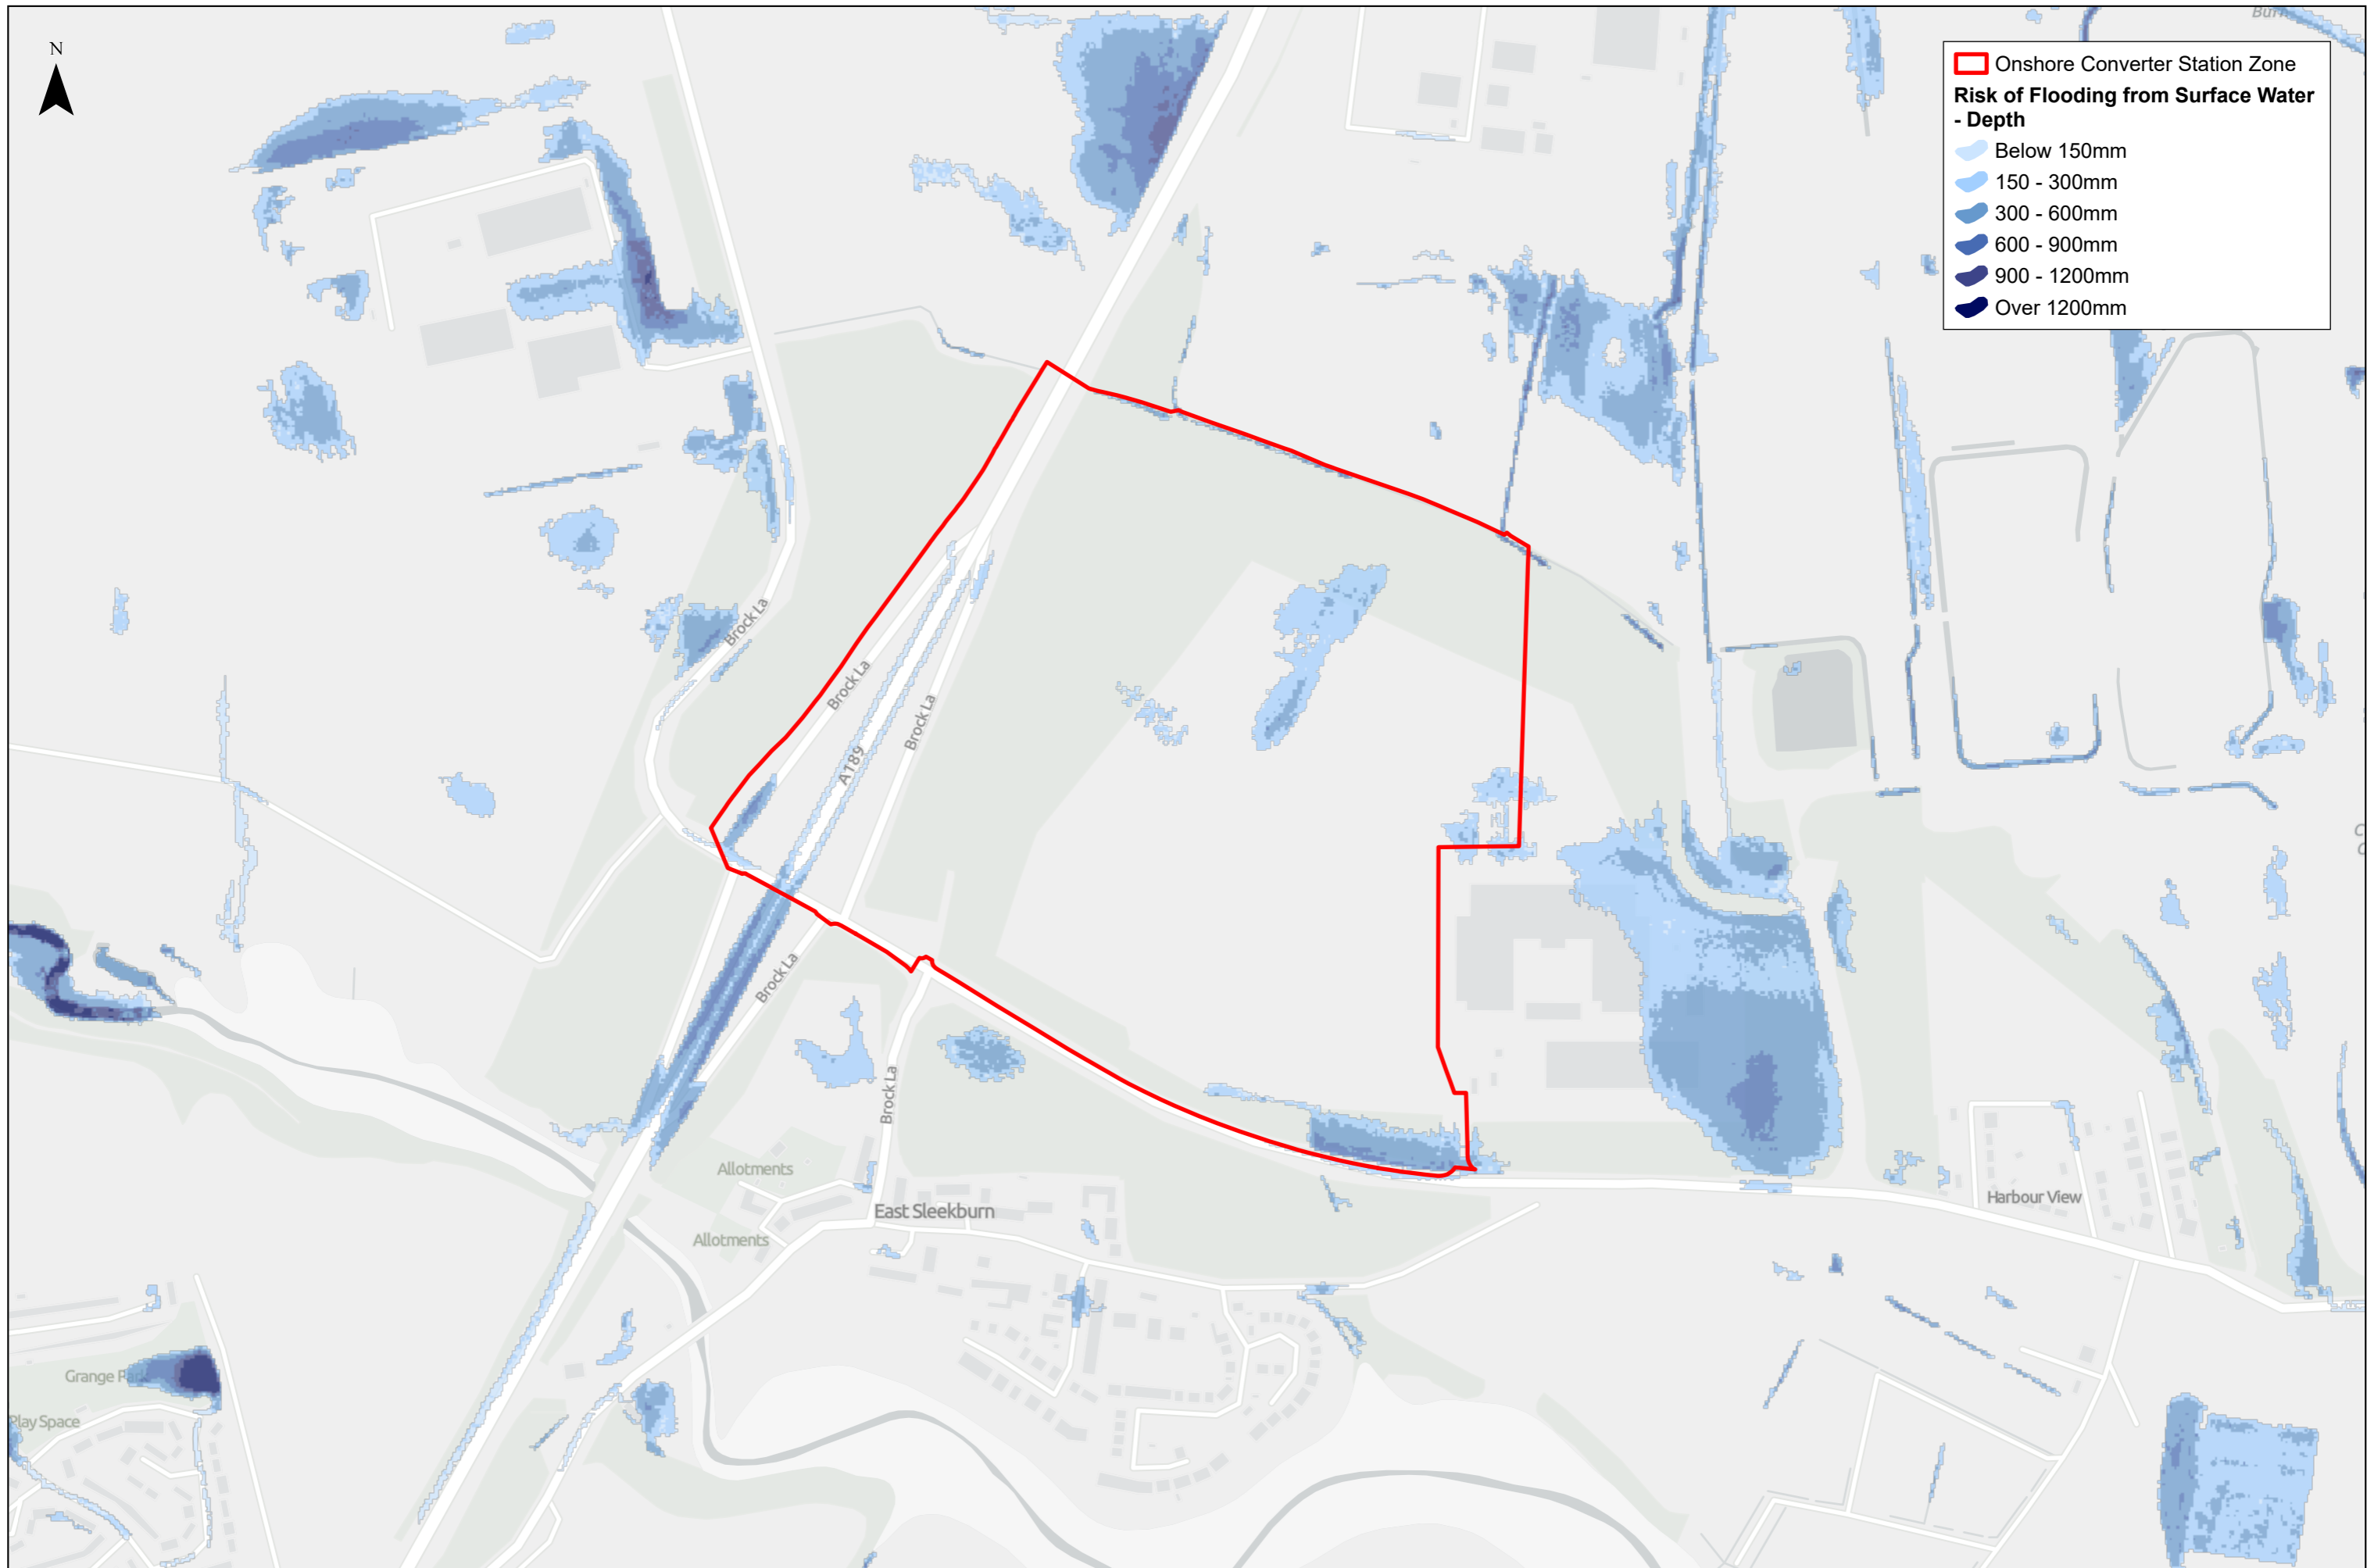 Burn
N
Onshore Converter Station Zone
Risk of Flooding from Surface Water
- Depth
Below 150mm
150 - 300mm
300 - 600mm
600 - 900mm
900 - 1200mm
Over 1200mm
Brock La
Brock La
Brock La
A189
Brock La
Brock La
Allotments
East Sleekburn
Allotments
Harbour View
Grange
Play Space